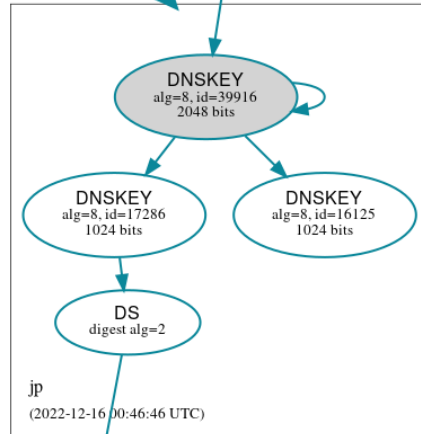 DNSKEY
alg=8, id=39916
2048 bits
DNSKEY
alg=8, id=17286
1024 bits
DNSKEY
alg=8, id=16125
1024 bits
DS
digest alg=2
jp
(2022-12-16 00:46:46 UTC)